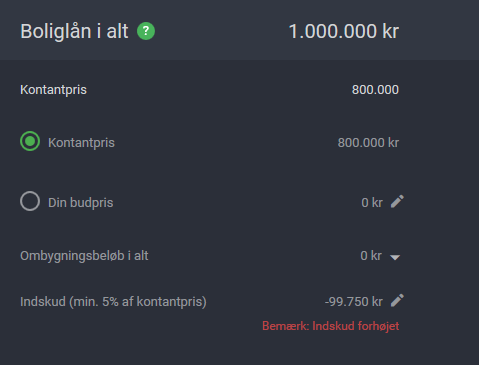 Boliglån i alt ? 1.000.000 kr
Kontantpris 800.000
Kontantpris 800.000 kr
Din budpris 0 kr
Ombygningsbeløb i alt 0 kr
Indskud (min. 5% af kontantpris) -99.750 kr
Bemærk: Indskud forhøjet